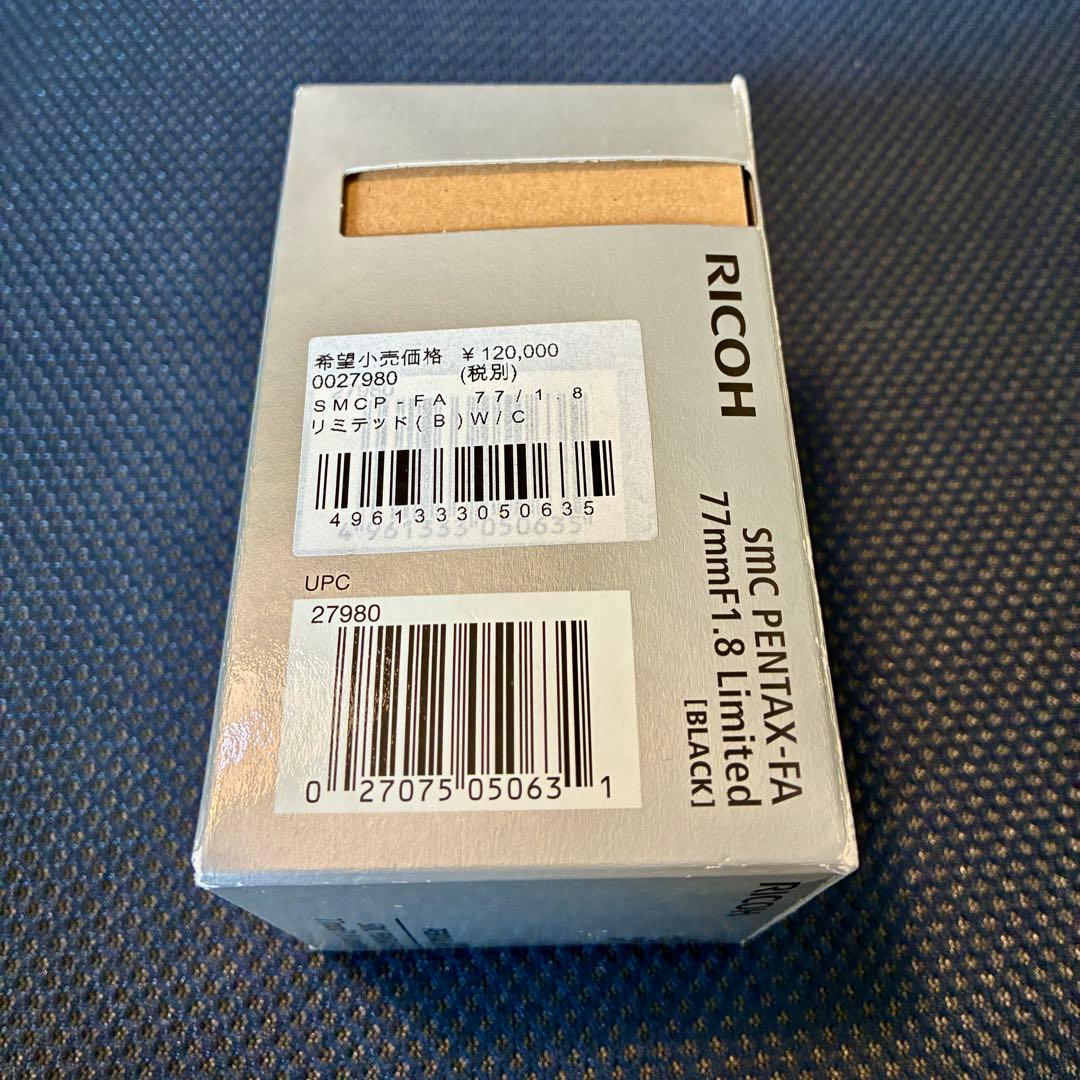 希望小売価格 ¥120,000
0027980 (税別)
SMCP-FA 77/1.8
リミテッド(B)W/C
4961333050635
4961333050635
UPC
27980
0 27075 05063 1
RICOH
smc PENTAX-FA
77mmF1.8 Limited
[BLACK]
RICOH